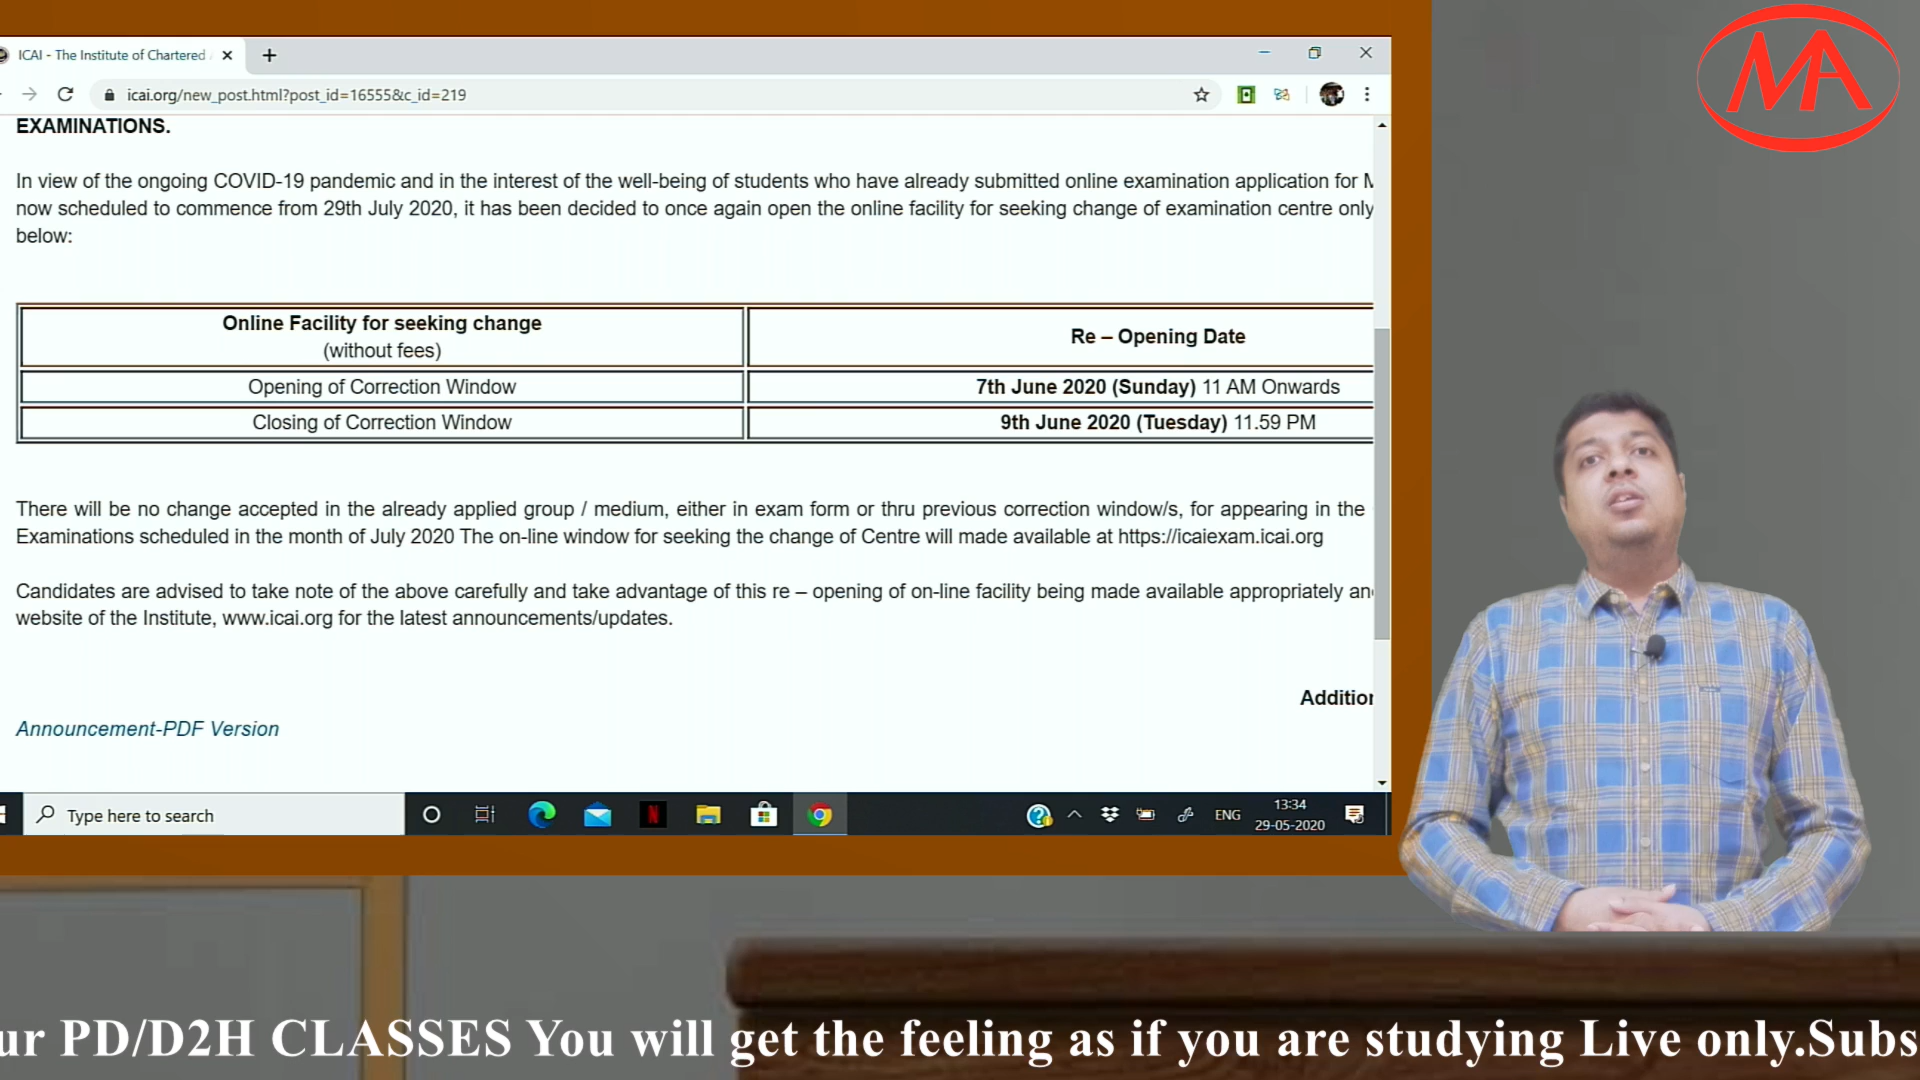 ICAI - The Institute of Chartered
icai.org/new_post.html?post_id=16555&c_id=219
MA
EXAMINATIONS.
In view of the ongoing COVID-19 pandemic and in the interest of the well-being of students who have already submitted online examination application for M
now scheduled to commence from 29th July 2020, it has been decided to once again open the online facility for seeking change of examination centre only
below:
Online Facility for seeking change
(without fees)
Re – Opening Date
Opening of Correction Window
7th June 2020 (Sunday) 11 AM Onwards
Closing of Correction Window
9th June 2020 (Tuesday) 11.59 PM
There will be no change accepted in the already applied group / medium, either in exam form or thru previous correction window/s, for appearing in the
Examinations scheduled in the month of July 2020 The on-line window for seeking the change of Centre will made available at https://icaiexam.icai.org
Candidates are advised to take note of the above carefully and take advantage of this re – opening of on-line facility being made available appropriately an
website of the Institute, www.icai.org for the latest announcements/updates.
Addition
Announcement-PDF Version
Type here to search
N
ENG
13:34
29-05-2020
ur PD/D2H CLASSES You will get the feeling as if you are studying Live only.Subs